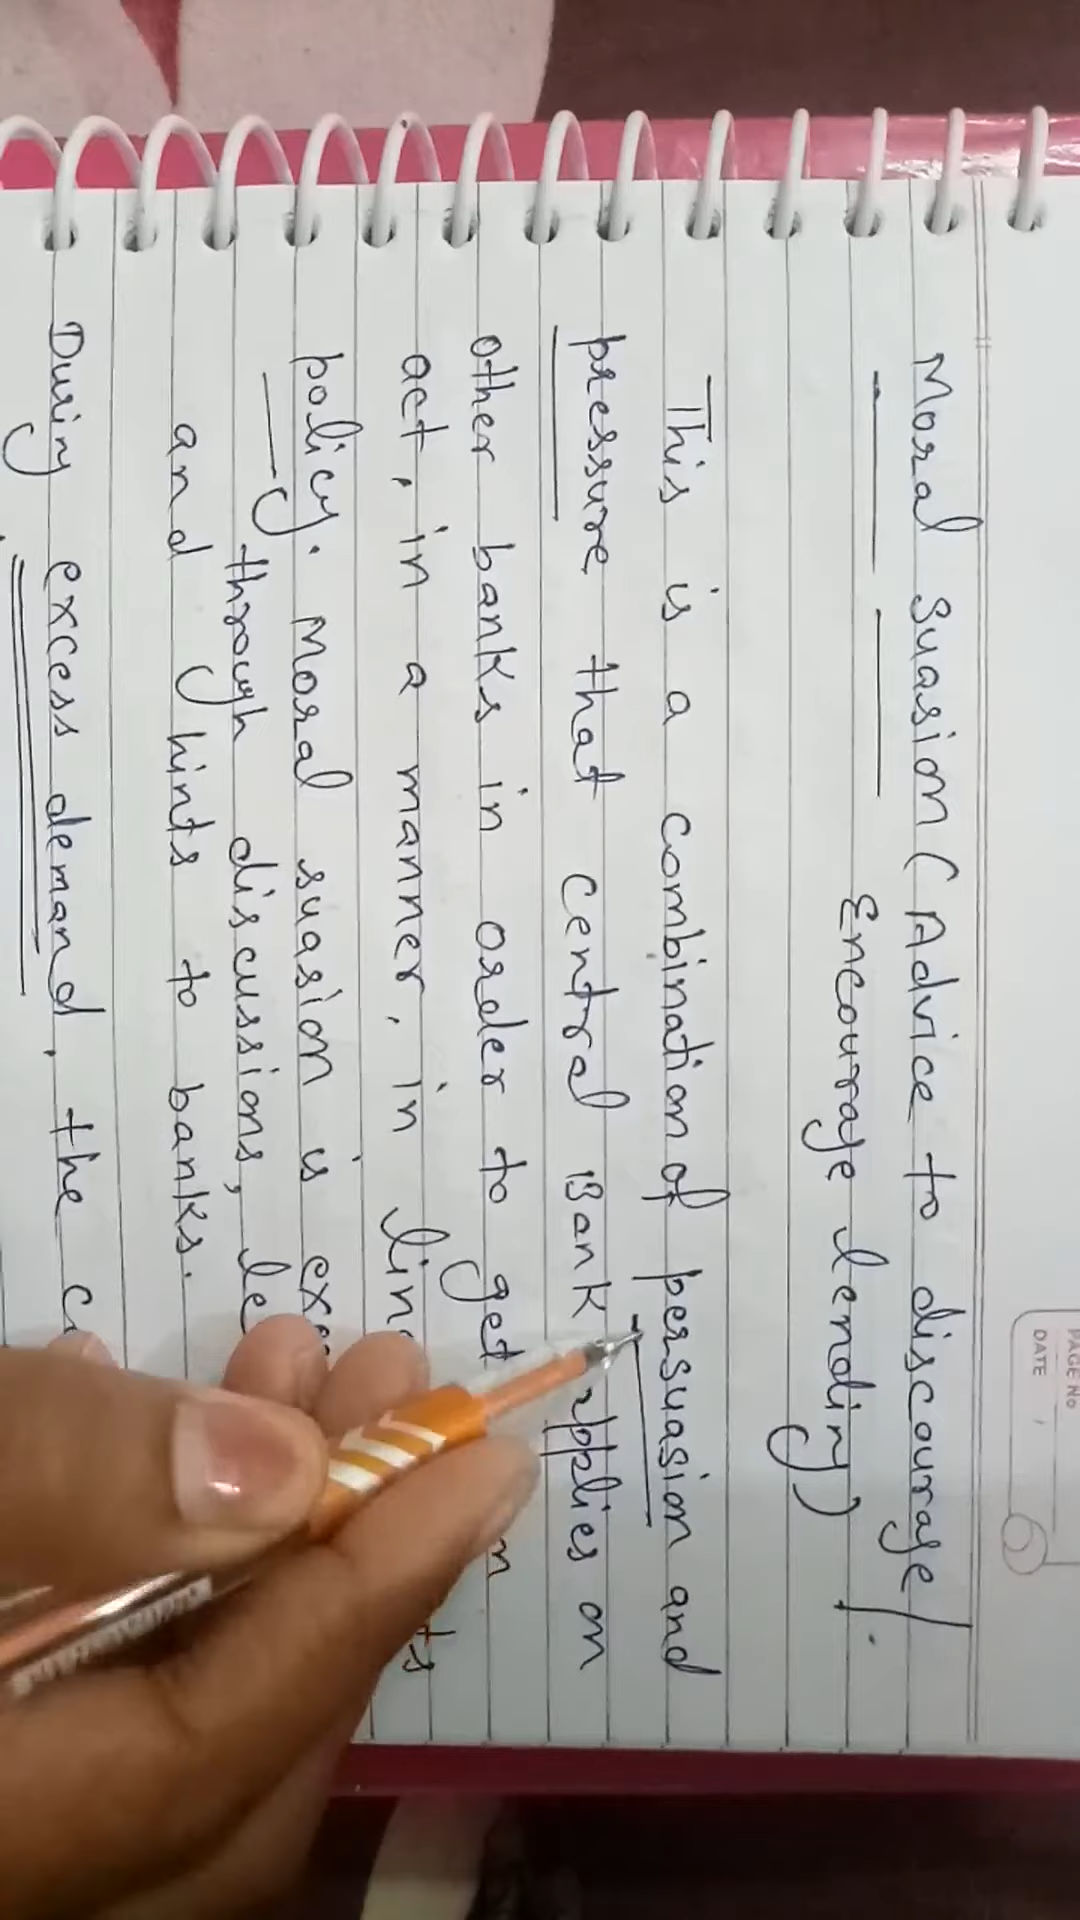 PAGE No
DATE
Moral Suasion (Advice to discourage/
Encourage lending)
This is a combination of persuasion and
pressure that Central Bank applies on
other banks in order to get
act, in a manner, in
policy. Moral suasion is
through discussions,
and hints to banks.
During excess demand, the